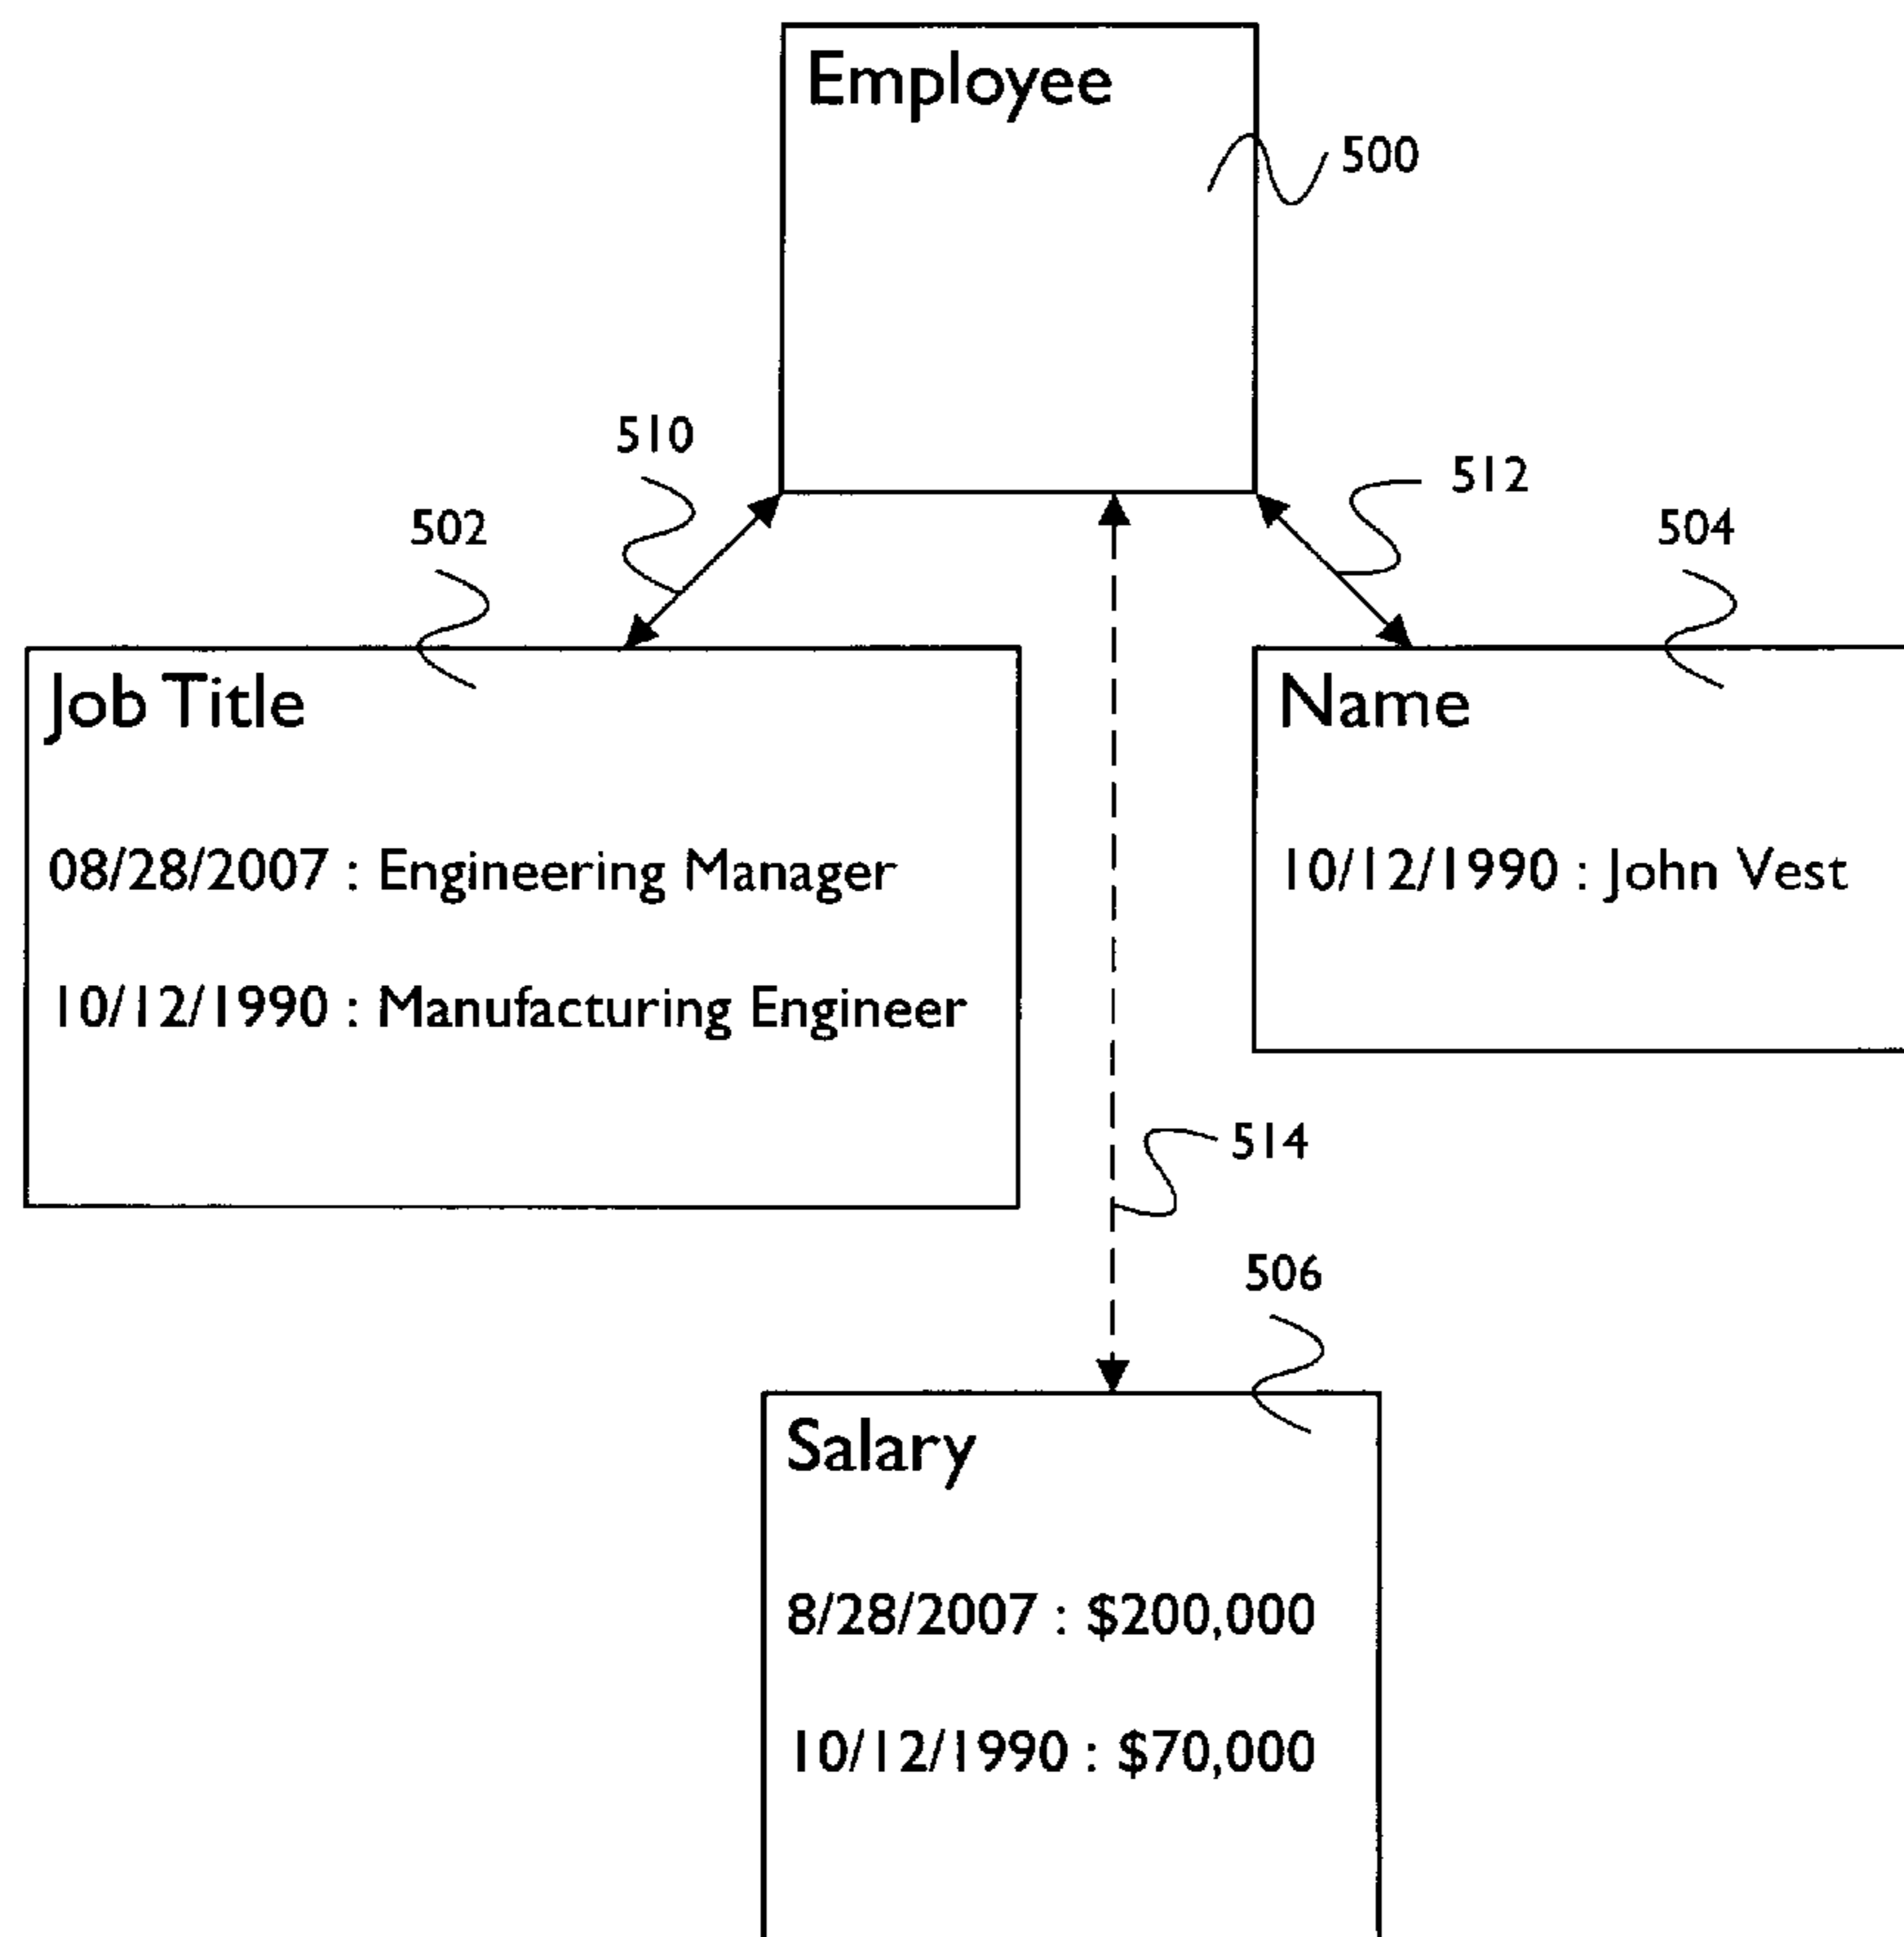 Employee
500
510
512
502
504
Job Title
08/28/2007 : Engineering Manager
10/12/1990 : Manufacturing Engineer
Name
10/12/1990 : John Vest
514
506
Salary
8/28/2007 : $200,000
10/12/1990 : $70,000